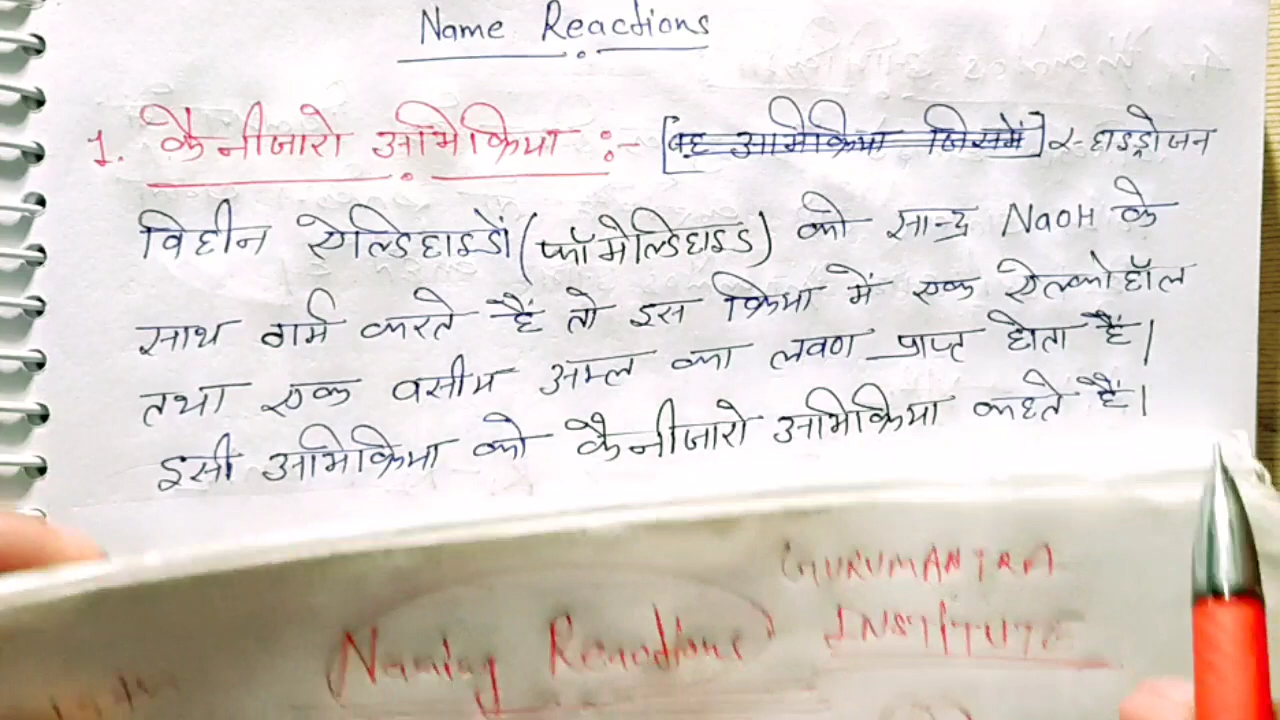 Name Reactions
1. कैनीजारो अभिक्रिया :- [वह अभिक्रिया जिसमें] α-हाइड्रोजन
विहीन ऐल्डिहाइडों (फॉर्मेल्डिहाइड) को सान्द्र NaOH के
साथ गर्म करते हैं तो इस क्रिया में एक ऐल्कोहॉल
तथा एक वसीय अम्ल का लवण प्राप्त होता है।
इसी अभिक्रिया को कैनीजारो अभिक्रिया कहते हैं।
GURUMANTRA
Naming Reactions INSTITUTE